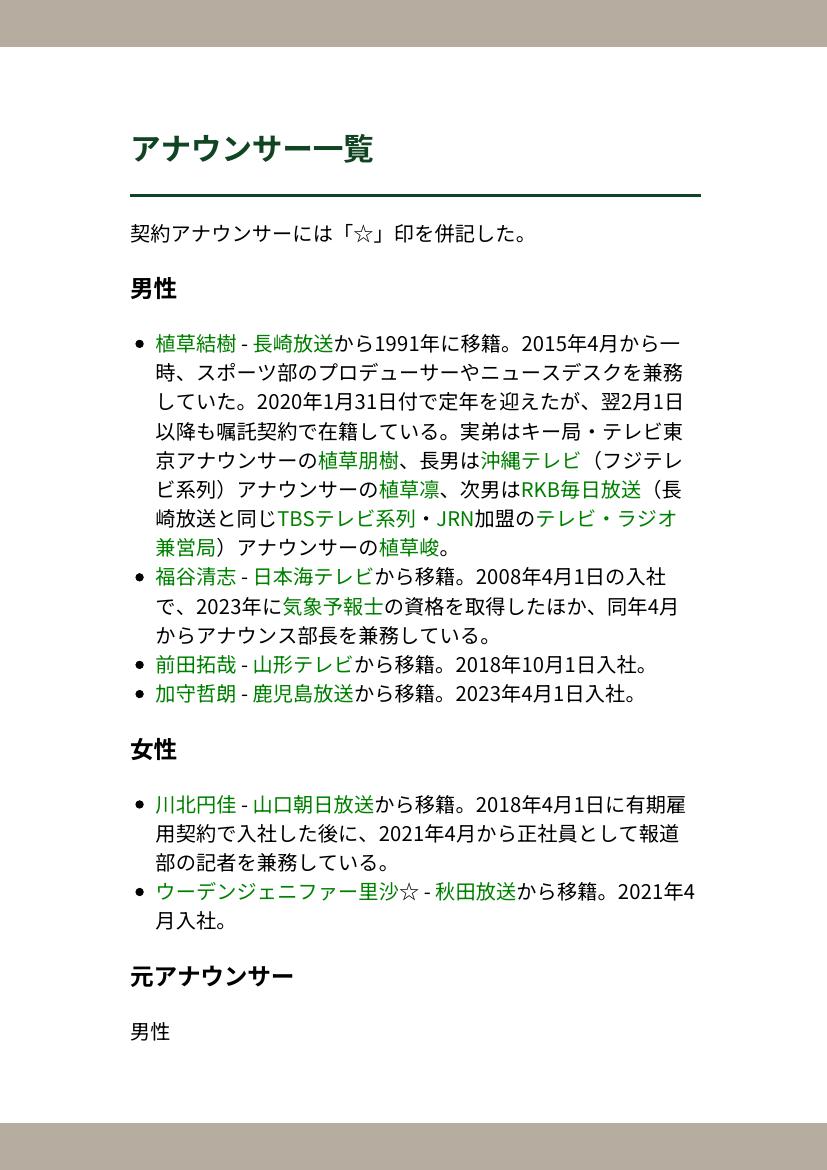 アナウンサー一覧
契約アナウンサーには「☆」印を併記した。
男性
• 植草結樹 - 長崎放送から1991年に移籍。2015年4月から一
時、スポーツ部のプロデューサーやニュースデスクを兼務
していた。2020年1月31日付で定年を迎えたが、翌2月1日
以降も嘱託契約で在籍している。実弟はキー局・テレビ東
京アナウンサーの植草朋樹、長男は沖縄テレビ（フジテレ
ビ系列）アナウンサーの植草凛、次男はRKB毎日放送（長
崎放送と同じTBSテレビ系列・JRN加盟のテレビ・ラジオ
兼営局）アナウンサーの植草峻。
• 福谷清志 - 日本海テレビから移籍。2008年4月1日の入社
で、2023年に気象予報士の資格を取得したほか、同年4月
からアナウンス部長を兼務している。
• 前田拓哉 - 山形テレビから移籍。2018年10月1日入社。
• 加守哲朗 - 鹿児島放送から移籍。2023年4月1日入社。
女性
• 川北円佳 - 山口朝日放送から移籍。2018年4月1日に有期雇
用契約で入社した後に、2021年4月から正社員として報道
部の記者を兼務している。
• ウーデンジェニファー里沙☆ - 秋田放送から移籍。2021年4
月入社。
元アナウンサー
男性